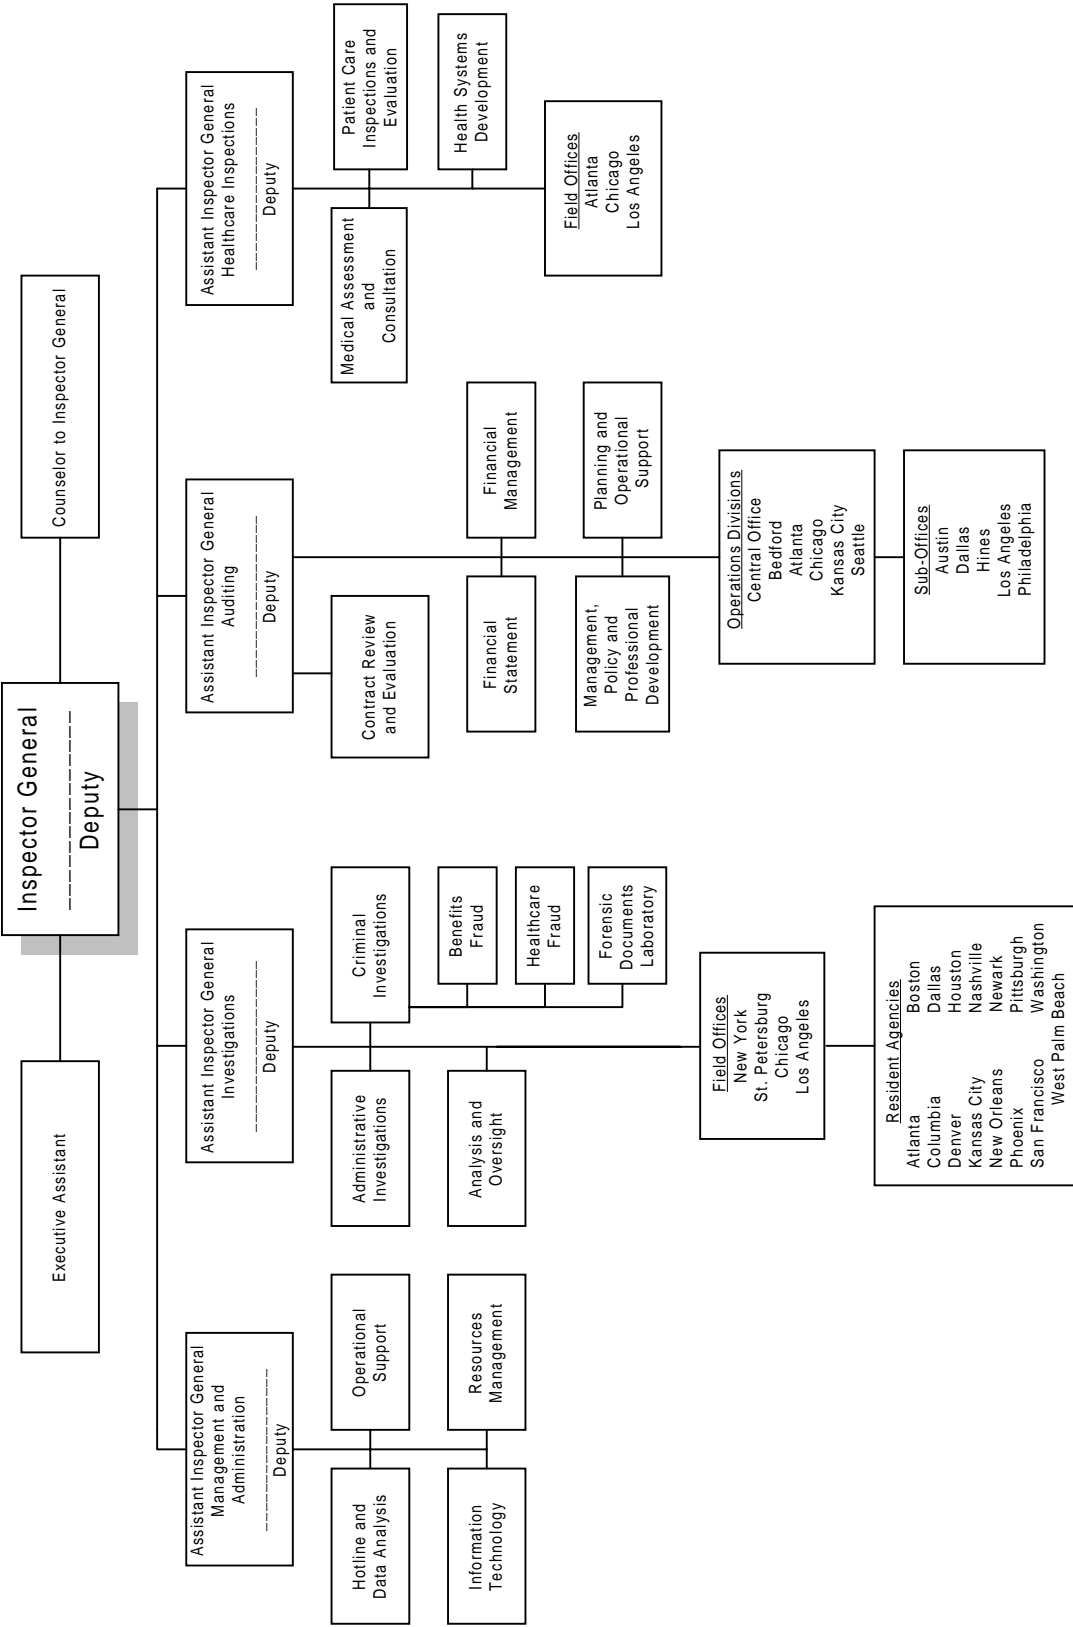 Inspector General
Deputy
Executive Assistant
Counselor to Inspector General
Assistant Inspector General
Management and
Administration
Deputy
Hotline and
Data Analysis
Operational
Support
Information
Technology
Resources
Management
Assistant Inspector General
Investigations
Deputy
Administrative
Investigations
Criminal
Investigations
Analysis and
Oversight
Benefits
Fraud
Healthcare
Fraud
Forensic
Documents
Laboratory
Field Offices
New York
St. Petersburg
Chicago
Los Angeles
Resident Agencies
Atlanta Boston
Columbia Dallas
Denver Houston
Kansas City Nashville
New Orleans Newark
Phoenix Pittsburgh
San Francisco Washington
West Palm Beach
Assistant Inspector General
Auditing
Deputy
Contract Review
and Evaluation
Financial
Statement
Financial
Management
Management,
Policy and
Professional
Development
Planning and
Operational
Support
Operations Divisions
Central Office
Bedford
Atlanta
Chicago
Kansas City
Seattle
Sub-Offices
Austin
Dallas
Hines
Los Angeles
Philadelphia
Assistant Inspector General
Healthcare Inspections
Deputy
Medical Assessment
and
Consultation
Patient Care
Inspections and
Evaluation
Health Systems
Development
Field Offices
Atlanta
Chicago
Los Angeles